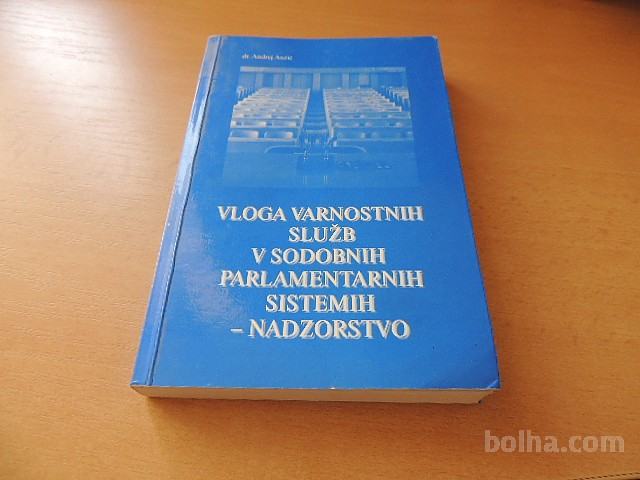 dr. Andrej Anžič
VLOGA VARNOSTNIH
SLUŽB
V SODOBNIH
PARLAMENTARNIH
SISTEMIH
– NADZORSTVO
bolha.com